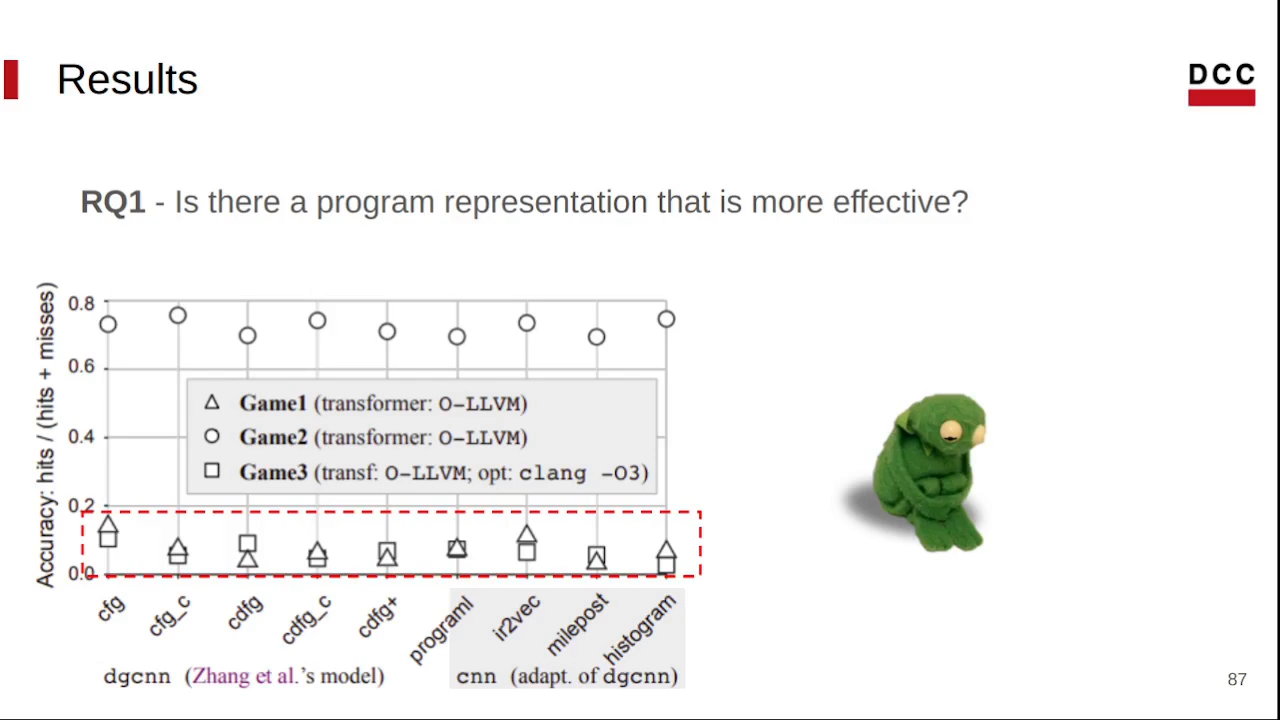 Results
DCC
RQ1 - Is there a program representation that is more effective?
Accuracy: hits / (hits + misses)
0.8
0.6
0.4
0.2
0.0
Game1 (transformer: O-LLVM)
Game2 (transformer: O-LLVM)
Game3 (transf: O-LLVM; opt: clang -O3)
cfg
cfg_c
cdfg
cdfg_c
cdfg+
programl
ir2vec
milepost
histogram
dgcnn (Zhang et al.'s model)
cnn (adapt. of dgcnn)
87